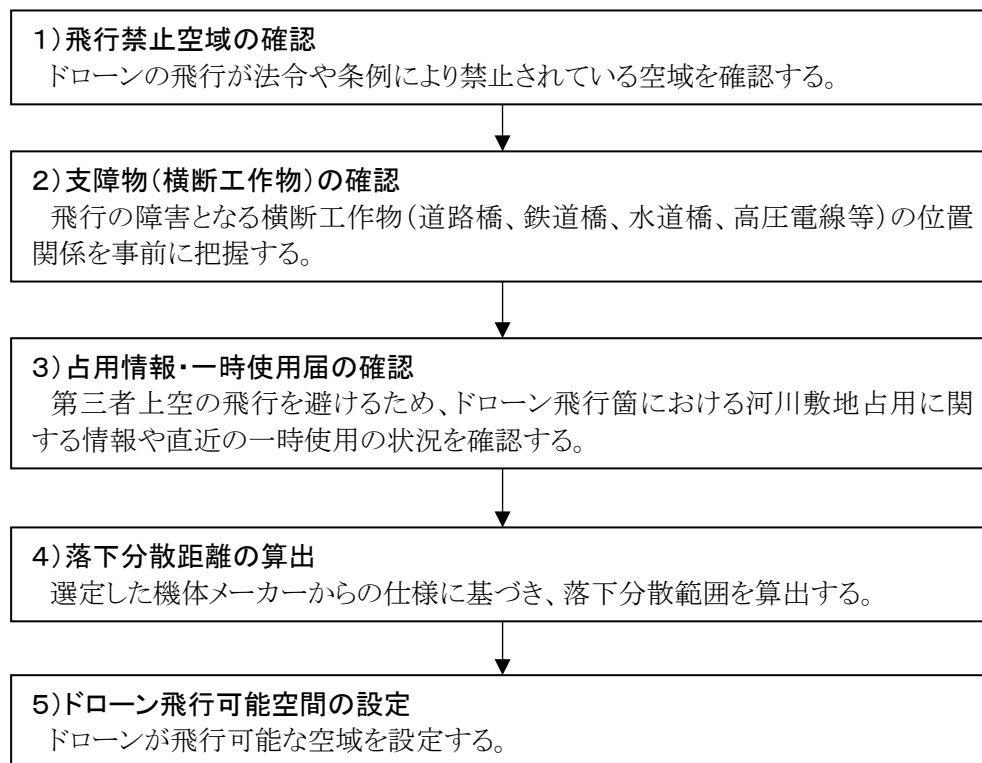 1)飛行禁止空域の確認
ドローンの飛行が法令や条例により禁止されている空域を確認する。
2)支障物(横断工作物)の確認
飛行の障害となる横断工作物(道路橋、鉄道橋、水道橋、高圧電線等)の位置
関係を事前に把握する。
3)占用情報・一時使用届の確認
第三者上空の飛行を避けるため、ドローン飛行箇における河川敷地占用に関
する情報や直近の一時使用の状況を確認する。
4)落下分散距離の算出
選定した機体メーカーからの仕様に基づき、落下分散範囲を算出する。
5)ドローン飛行可能空間の設定
ドローンが飛行可能な空域を設定する。